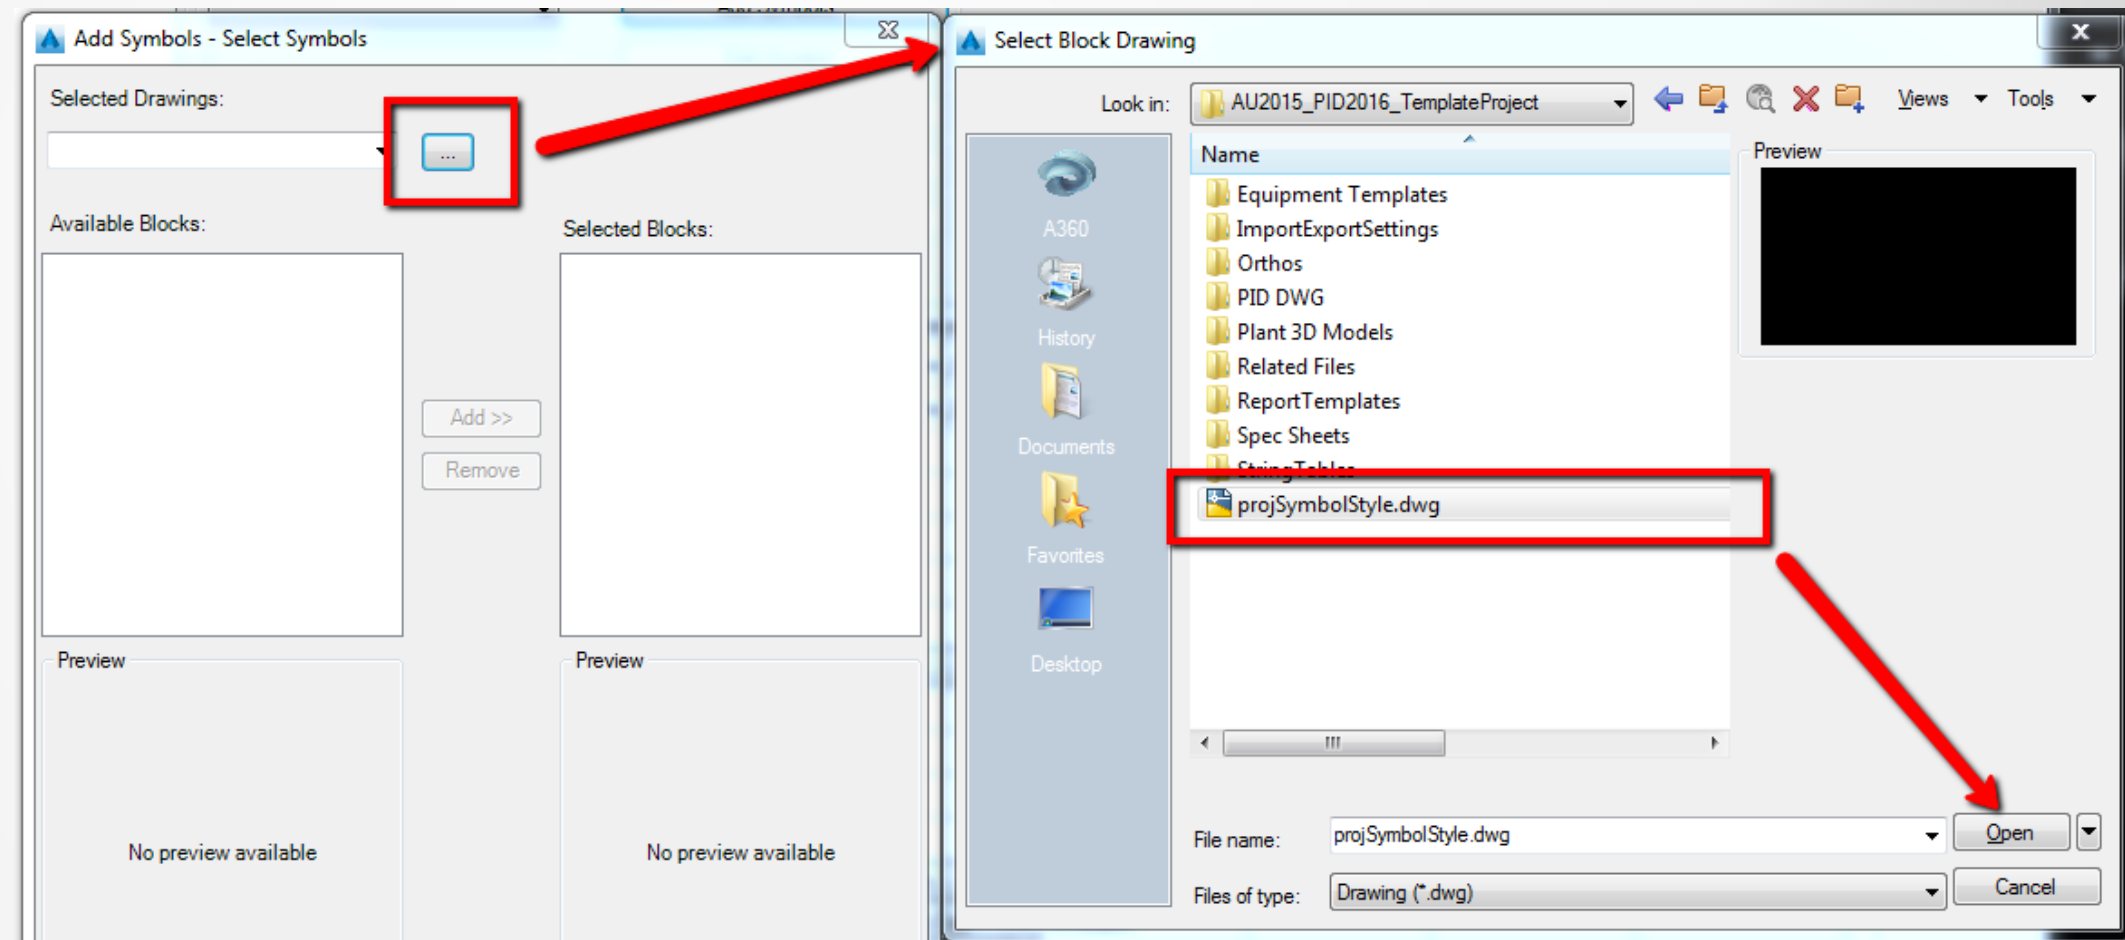 Add Symbols - Select Symbols
Selected Drawings:
...
Available Blocks:
Selected Blocks:
Add >>
Remove
Preview
No preview available
Preview
No preview available
Select Block Drawing
x
Look in:
AU2015_PID2016_TemplateProject
Views
Tools
A360
History
Documents
Favorites
Desktop
Name
Equipment Templates
ImportExportSettings
Orthos
PID DWG
Plant 3D Models
Related Files
ReportTemplates
Spec Sheets
StringTables
projSymbolStyle.dwg
Preview
File name:
projSymbolStyle.dwg
Open
Files of type:
Drawing (*.dwg)
Cancel